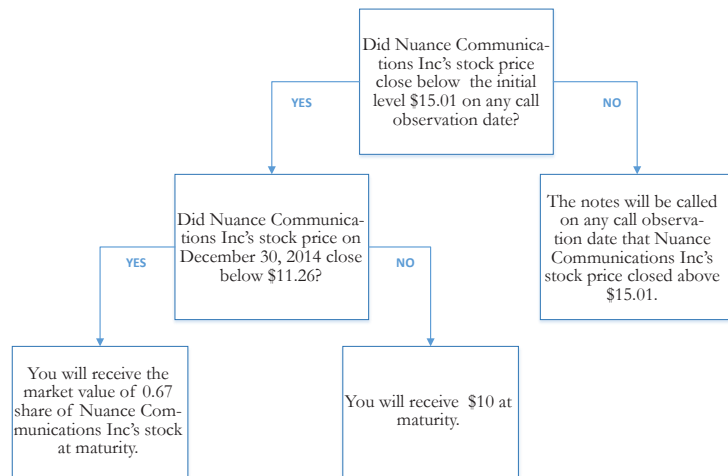 Did Nuance Communica-
tions Inc's stock price
close below the initial
level $15.01 on any call
observation date?
YES
NO
Did Nuance Communica-
tions Inc's stock price on
December 30, 2014 close
below $11.26?
The notes will be called
on any call observa-
tion date that Nuance
Communications Inc's
stock price closed above
$15.01.
YES
NO
You will receive the
market value of 0.67
share of Nuance Com-
munications Inc's stock
at maturity.
You will receive $10 at
maturity.